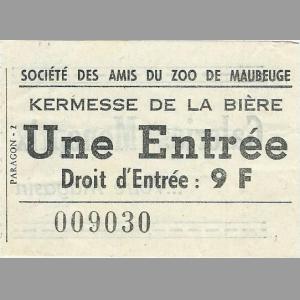 SOCIÉTÉ DES AMIS DU ZOO DE MAUBEUGE
KERMESSE DE LA BIÈRE
Une Entrée
Droit d'Entrée : 9 F
009030
PARAGON - 2